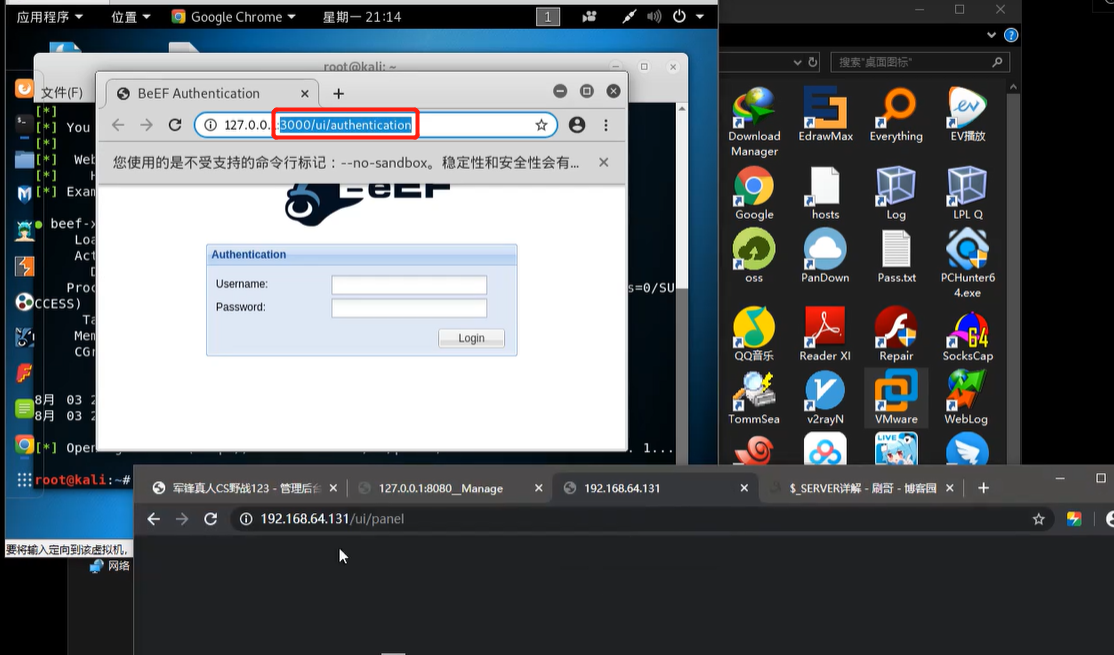 应用程序 位置 Google Chrome 星期一 21:14 1
root@kali: ~
文件(F)
BeEF Authentication
127.0.0. :3000/ui/authentication
您使用的是不受支持的命令行标记：--no-sandbox。稳定性和安全性会有...
BeEF
Authentication
Username:
Password:
Login
[*]
[*] You
[*]
[*] Web
[*] H
[*] Exam
beef-x
Loa
Act
D
Proc
s=0/SU
CCESS)
Ta
Mem
CGr
8月 03 2
8月 03 2
[*] Open
. 1...
root@kali:~#
要将输入定向到该虚拟机，
网络
搜索"桌面图标"
Download Manager
EdrawMax
Everything
EV播放
Google
hosts
Log
LPL Q
oss
PanDown
Pass.txt
PCHunter6
4.exe
QQ音乐
Reader XI
Repair
SocksCap
64
TommSea
v2rayN
VMware
WebLog
LIVE
军锋真人CS野战123 - 管理后台
127.0.0.1:8080__Manage
192.168.64.131
$_SERVER详解 - 刷哥 - 博客园
192.168.64.131/ui/panel